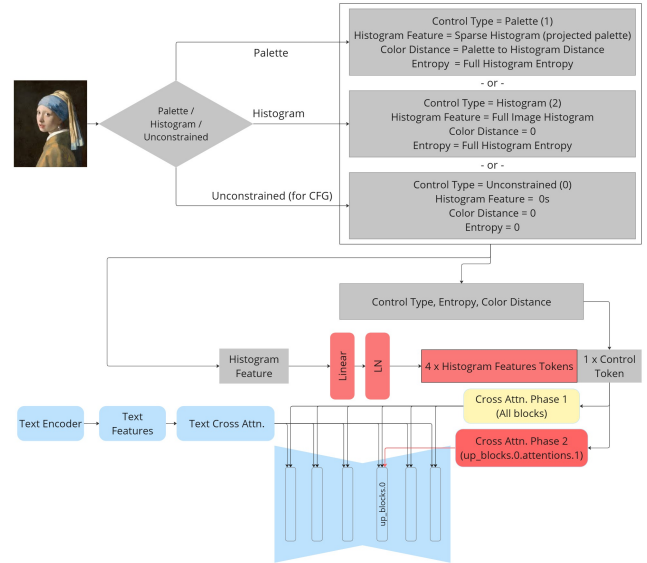 Control Type = Palette (1)
Histogram Feature = Sparse Histogram (projected palette)
Color Distance = Palette to Histogram Distance
Entropy = Full Histogram Entropy
Palette
- or -
Palette /
Histogram /
Unconstrained
Histogram
Control Type = Histogram (2)
Histogram Feature = Full Image Histogram
Color Distance = 0
Entropy = Full Histogram Entropy
- or -
Unconstrained (for CFG)
Control Type = Unconstrained (0)
Histogram Feature = 0s
Color Distance = 0
Entropy = 0
Control Type, Entropy, Color Distance
Histogram
Feature
Linear
LN
4 x Histogram Features Tokens
1 x Control
Token
Cross Attn. Phase 1
(All blocks)
Text Encoder
Text
Features
Text Cross Attn.
Cross Attn. Phase 2
(up_blocks.0.attentions.1)
up_blocks.0